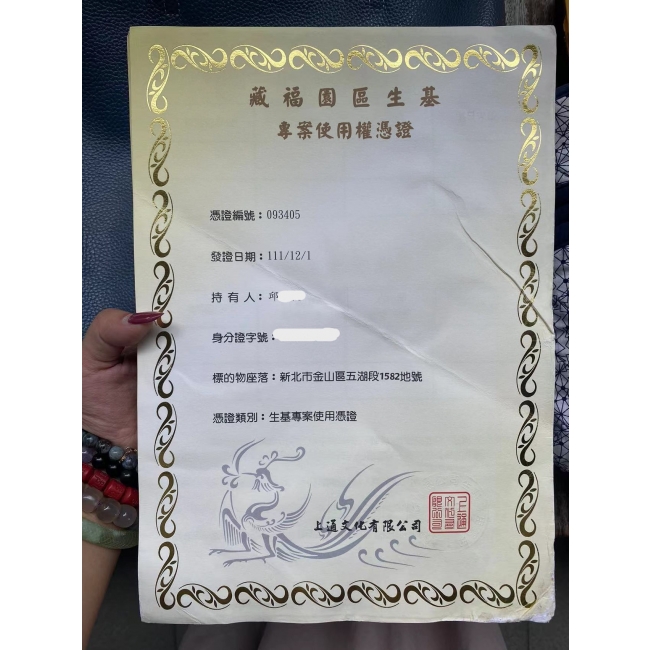 藏福園區生基
專案使用權憑證
憑證編號：093405
發證日期：111/12/1
持有人：邱
身分證字號：
標的物座落：新北市金山區五湖段1582地號
憑證類別：生基專案使用憑證
上通文化有限公司